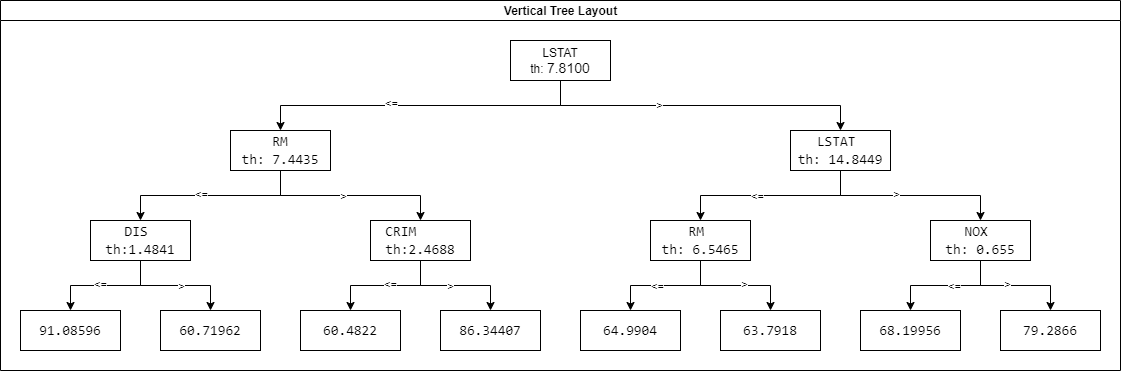 Vertical Tree Layout
LSTAT
th: 7.8100
<=
>
RM
th: 7.4435
LSTAT
th: 14.8449
<=
>
<=
>
DIS
th:1.4841
CRIM
th:2.4688
RM
th: 6.5465
NOX
th: 0.655
<=
>
<=
>
<=
>
<=
>
91.08596
60.71962
60.4822
86.34407
64.9904
63.7918
68.19956
79.2866